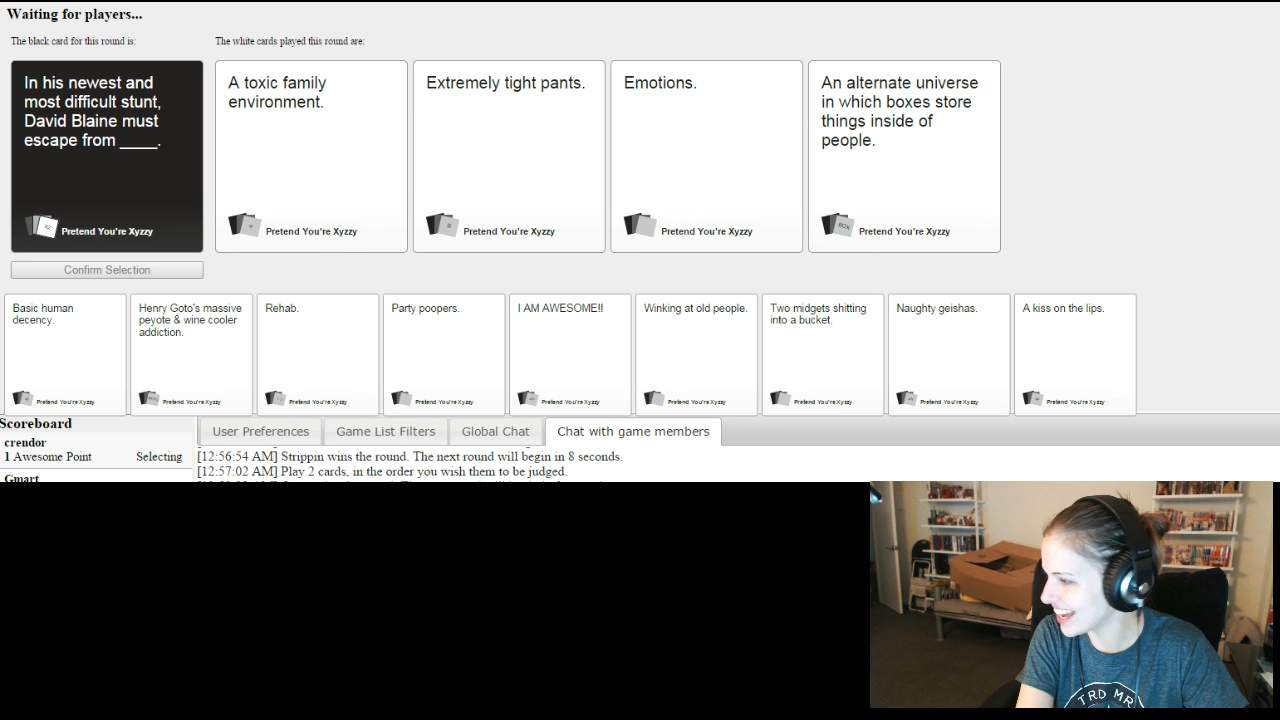 Waiting for players...
The black card for this round is:
The white cards played this round are:
In his newest and
most difficult stunt,
David Blaine must
escape from ____.
Pretend You're Xyzzy
A toxic family
environment.
Pretend You're Xyzzy
Extremely tight pants.
Pretend You're Xyzzy
Emotions.
Pretend You're Xyzzy
An alternate universe
in which boxes store
things inside of
people.
BOX
Pretend You're Xyzzy
Confirm Selection
Basic human
decency.
Pretend You're Xyzzy
Henry Goto's massive
peyote & wine cooler
addiction.
Pretend You're Xyzzy
Rehab.
Pretend You're Xyzzy
Party poopers.
Pretend You're Xyzzy
I AM AWESOME!!
Pretend You're Xyzzy
Winking at old people.
Pretend You're Xyzzy
Two midgets shitting
into a bucket.
Pretend You're Xyzzy
Naughty geishas.
Pretend You're Xyzzy
A kiss on the lips.
Pretend You're Xyzzy
Scoreboard
crendor
1 Awesome Point Selecting
Gmart
User Preferences
Game List Filters
Global Chat
Chat with game members
[12:56:54 AM] Strippin wins the round. The next round will begin in 8 seconds.
[12:57:02 AM] Play 2 cards, in the order you wish them to be judged.
TRD MR